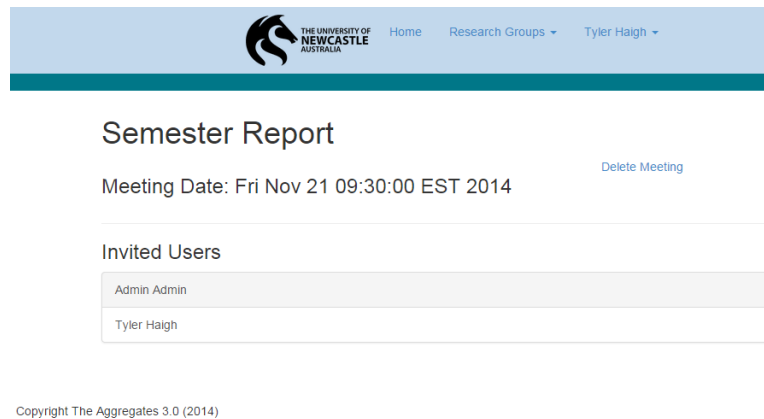 THE UNIVERSITY OF
NEWCASTLE
AUSTRALIA
Home Research Groups Tyler Haigh
Semester Report
Delete Meeting
Meeting Date: Fri Nov 21 09:30:00 EST 2014
Invited Users
Admin Admin
Tyler Haigh
Copyright The Aggregates 3.0 (2014)